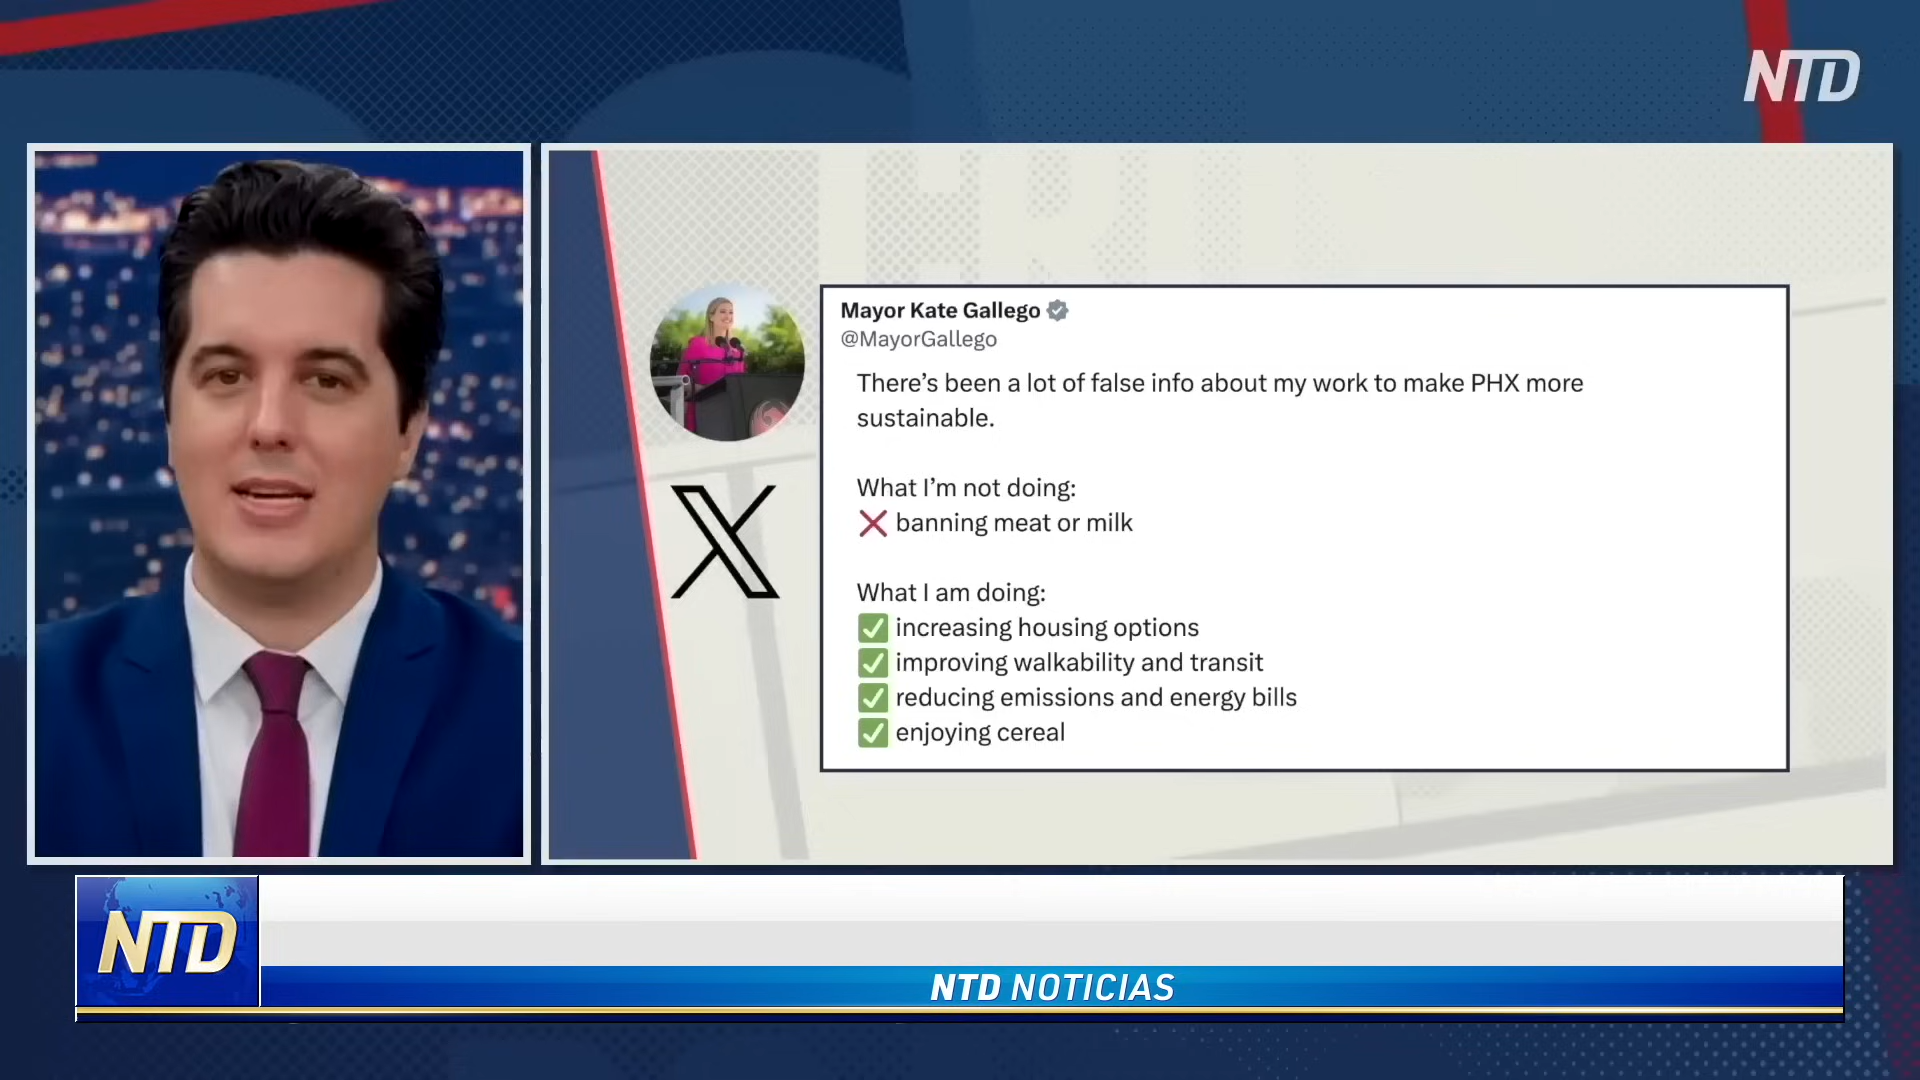 NTD
Mayor Kate Gallego
@MayorGallego
There’s been a lot of false info about my work to make PHX more
sustainable.
What I’m not doing:
❌ banning meat or milk
What I am doing:
✅ increasing housing options
✅ improving walkability and transit
✅ reducing emissions and energy bills
✅ enjoying cereal
NTD
NTD NOTICIAS